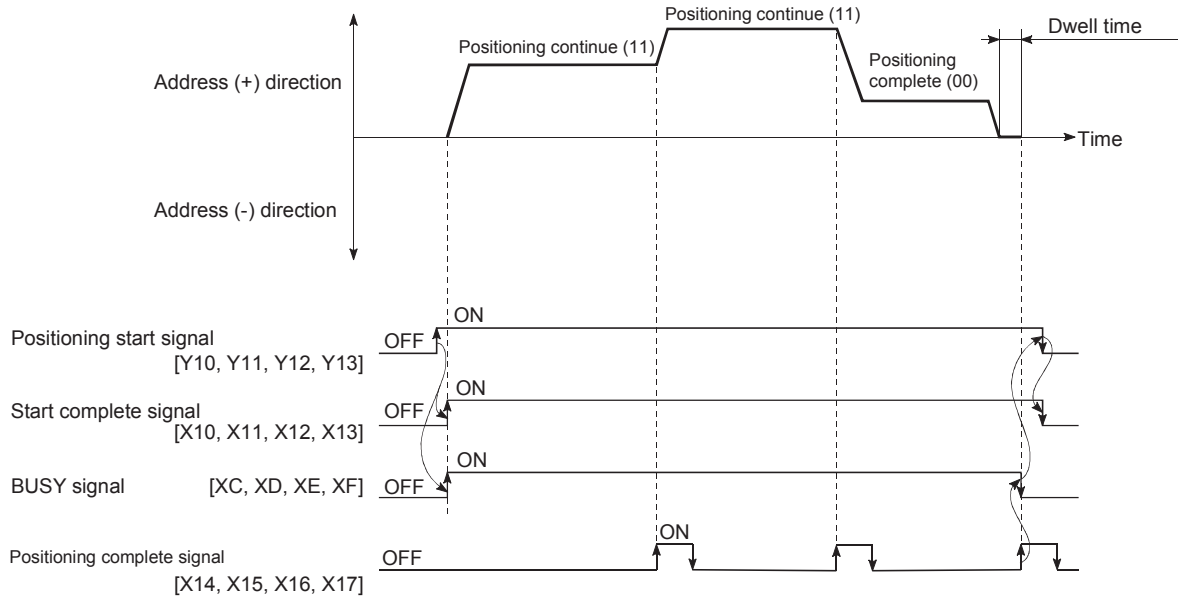 Positioning continue (11)
Dwell time
Positioning continue (11)
Positioning
complete (00)
Address (+) direction
Time
Address (-) direction
ON
Positioning start signal
OFF
[Y10, Y11, Y12, Y13]
ON
Start complete signal
OFF
[X10, X11, X12, X13]
ON
BUSY signal [XC, XD, XE, XF] OFF
ON
Positioning complete signal
OFF
[X14, X15, X16, X17]